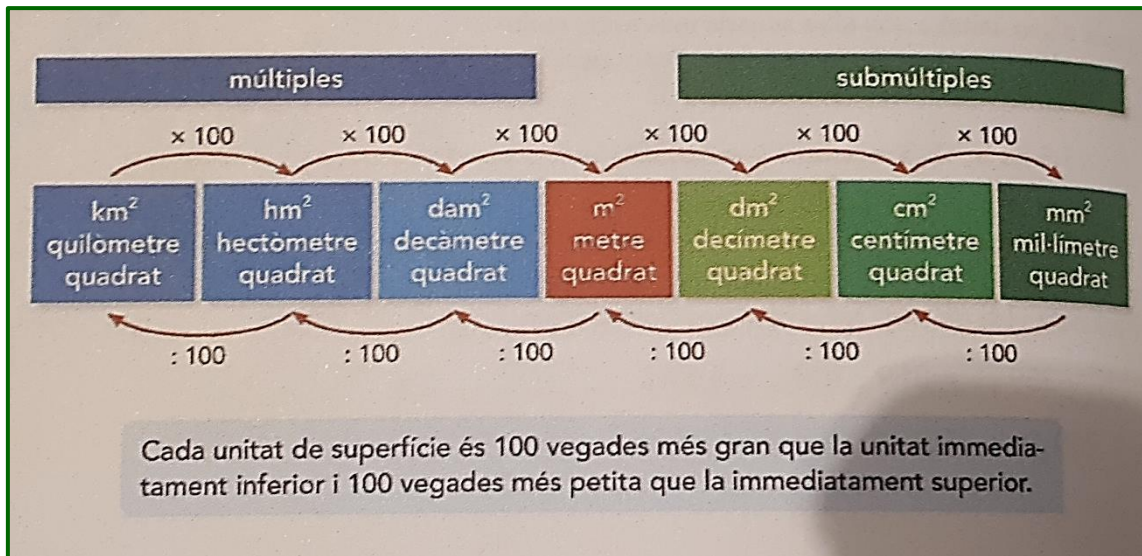 múltiples
submúltiples
× 100
× 100
× 100
× 100
× 100
× 100
km²
quilòmetre
quadrat
hm²
hectòmetre
quadrat
dam²
decàmetre
quadrat
m²
metre
quadrat
dm²
decímetre
quadrat
cm²
centímetre
quadrat
mm²
mil·límetre
quadrat
: 100
: 100
: 100
: 100
: 100
: 100
Cada unitat de superfície és 100 vegades més gran que la unitat immedia-
tament inferior i 100 vegades més petita que la immediatament superior.